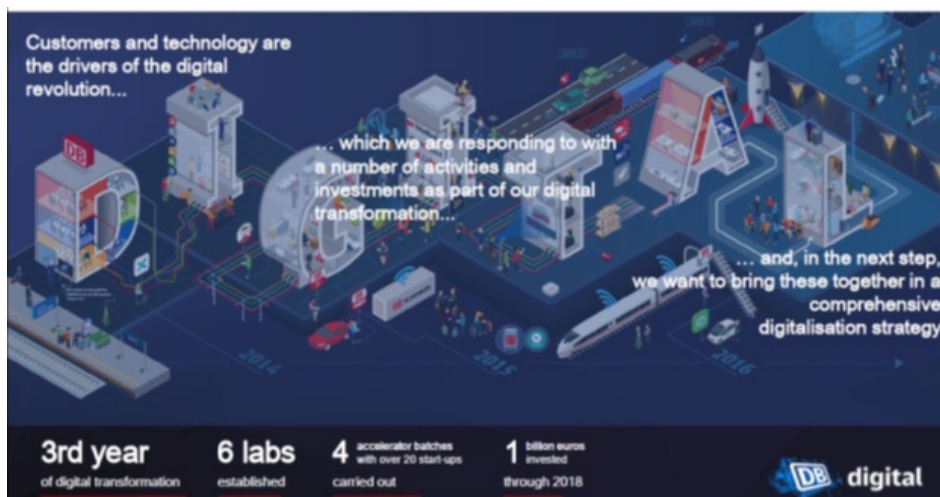 Customers and technology are
the drivers of the digital
revolution...
DB
... which we are responding to with
a number of activities and
investments as part of our digital
transformation...
... and, in the next step,
we want to bring these together in a
comprehensive
digitalisation strategy
2014
2015
2016
3rd year
of digital transformation
6 labs
established
4 accelerator batches
with over 20 start-ups
carried out
1 billion euros
invested
through 2018
DB digital